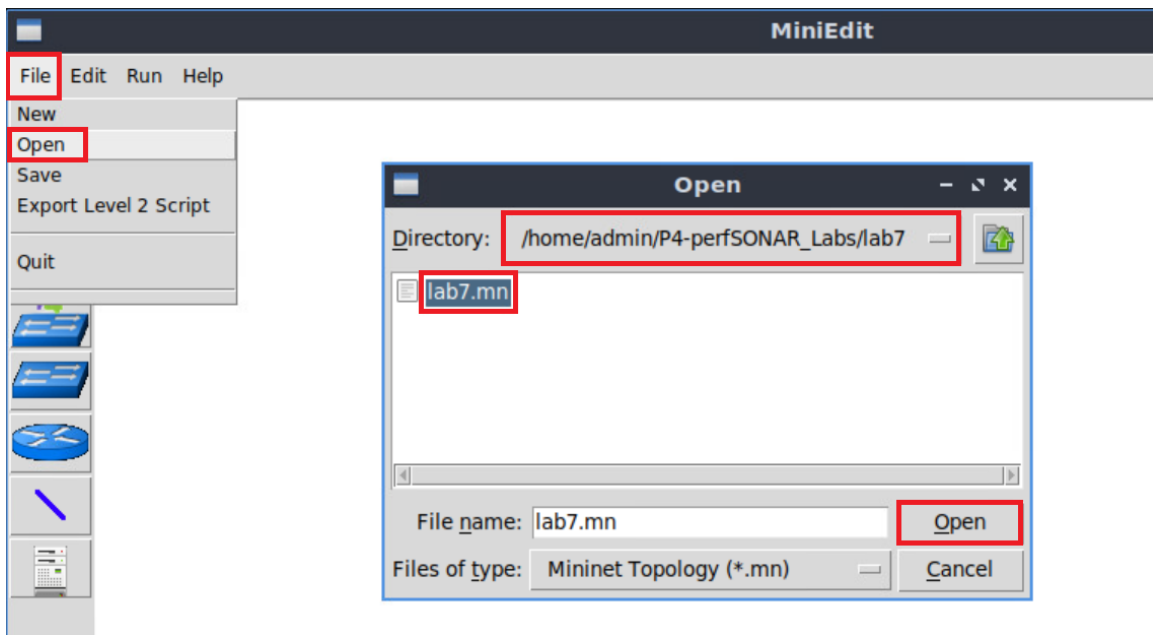 MiniEdit
File Edit Run Help
New
Open
Save
Export Level 2 Script
Quit
Open
Directory: /home/admin/P4-perfSONAR_Labs/lab7
lab7.mn
File name: lab7.mn Open
Files of type: Mininet Topology (*.mn) Cancel